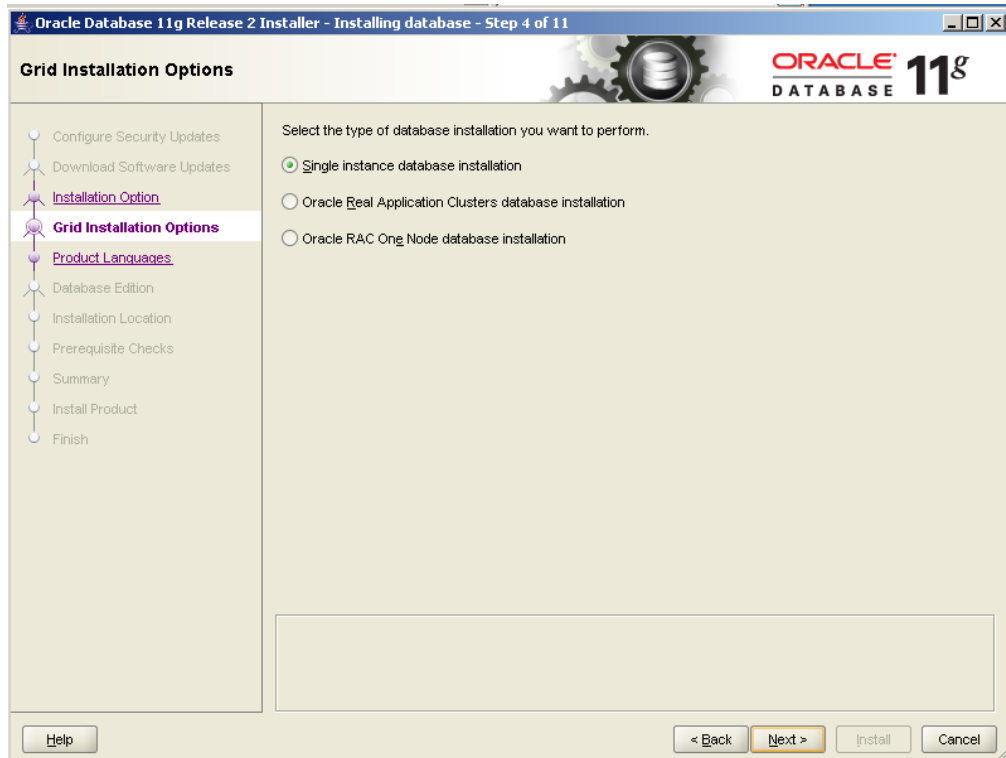 Oracle Database 11g Release 2 Installer - Installing database - Step 4 of 11
Grid Installation Options
ORACLE DATABASE 11g
Configure Security Updates
Download Software Updates
Installation Option
Grid Installation Options
Product Languages
Database Edition
Installation Location
Prerequisite Checks
Summary
Install Product
Finish
Select the type of database installation you want to perform.
Single instance database installation
Oracle Real Application Clusters database installation
Oracle RAC One Node database installation
Help
< Back
Next >
Install
Cancel